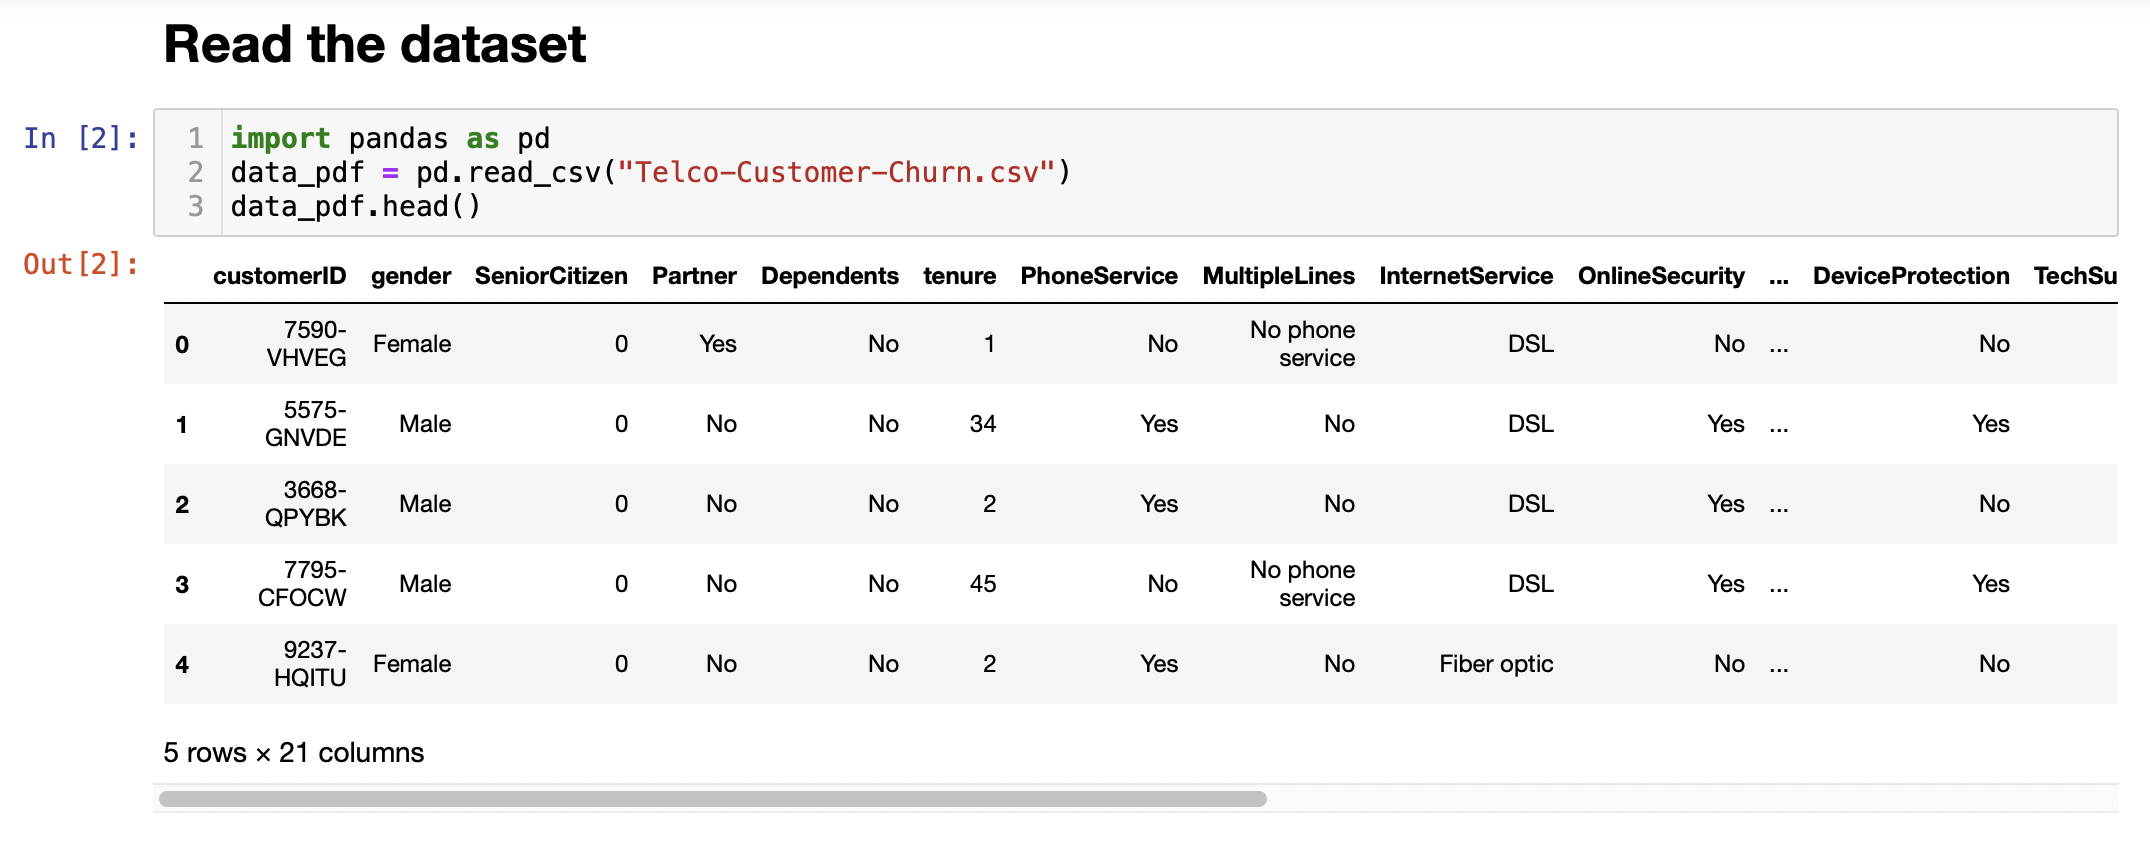 Read the dataset
In [2]:
1 import pandas as pd
2 data_pdf = pd.read_csv("Telco-Customer-Churn.csv")
3 data_pdf.head()
Out[2]:
customerID gender SeniorCitizen Partner Dependents tenure PhoneService MultipleLines InternetService OnlineSecurity ... DeviceProtection TechSu
0 7590-VHVEG Female 0 Yes No 1 No No phone service DSL No ... No
1 5575-GNVDE Male 0 No No 34 Yes No DSL Yes ... Yes
2 3668-QPYBK Male 0 No No 2 Yes No DSL Yes ... No
3 7795-CFOCW Male 0 No No 45 No No phone service DSL Yes ... Yes
4 9237-HQITU Female 0 No No 2 Yes No Fiber optic No ... No
5 rows × 21 columns